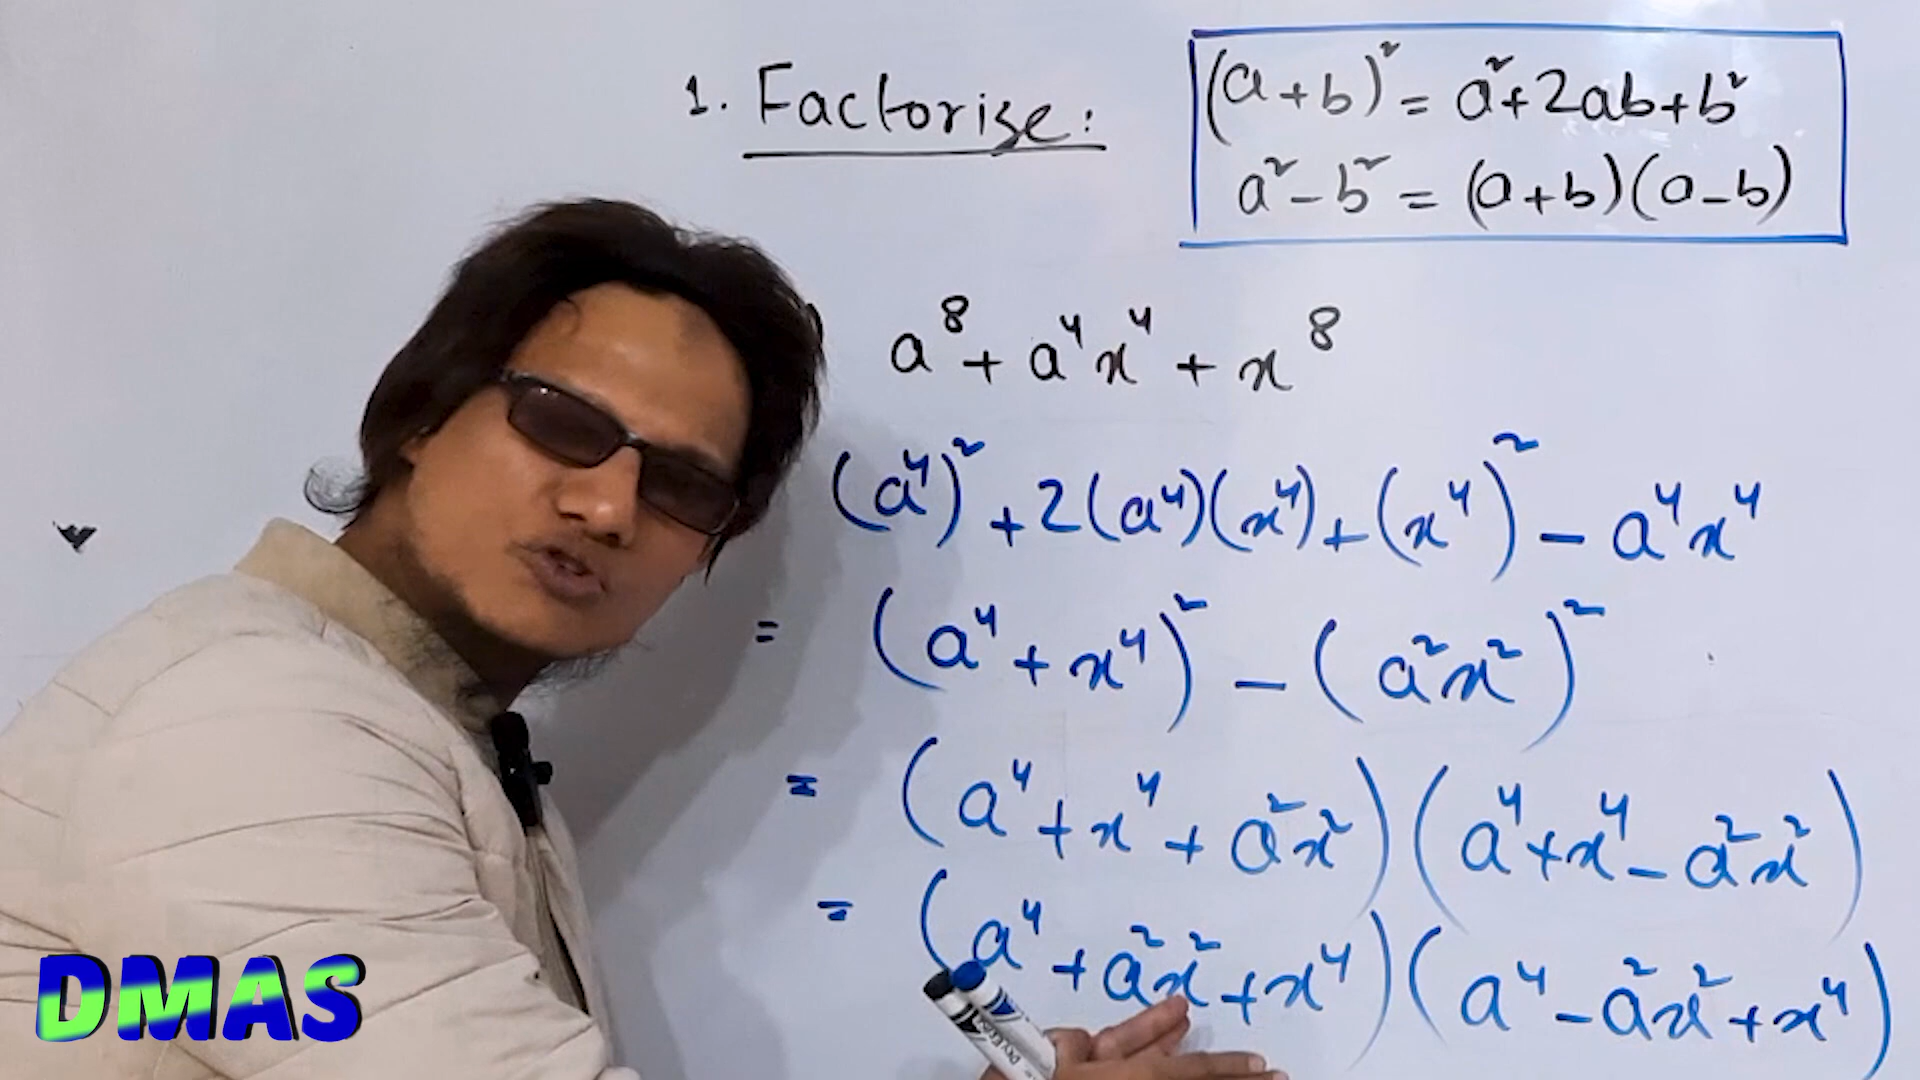 1. Factorise:
(a+b)² = a²+2ab+b²
a²-b² = (a+b)(a-b)
a⁸ + a⁴x⁴ + x⁸
(a⁴)² + 2(a⁴)(x⁴) + (x⁴)² - a⁴x⁴
= (a⁴ + x⁴)² - (a²x²)²
= (a⁴ + x⁴ + a²x²)(a⁴ + x⁴ - a²x²)
= (a⁴ + a²x² + x⁴)(a⁴ - a²x² + x⁴)
DMAS